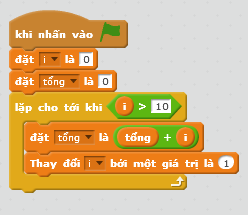 khi nhấn vào
đặt i là 0
đặt tổng là 0
lặp cho tới khi i > 10
đặt tổng là tổng + i
Thay đổi i bởi một giá trị là 1